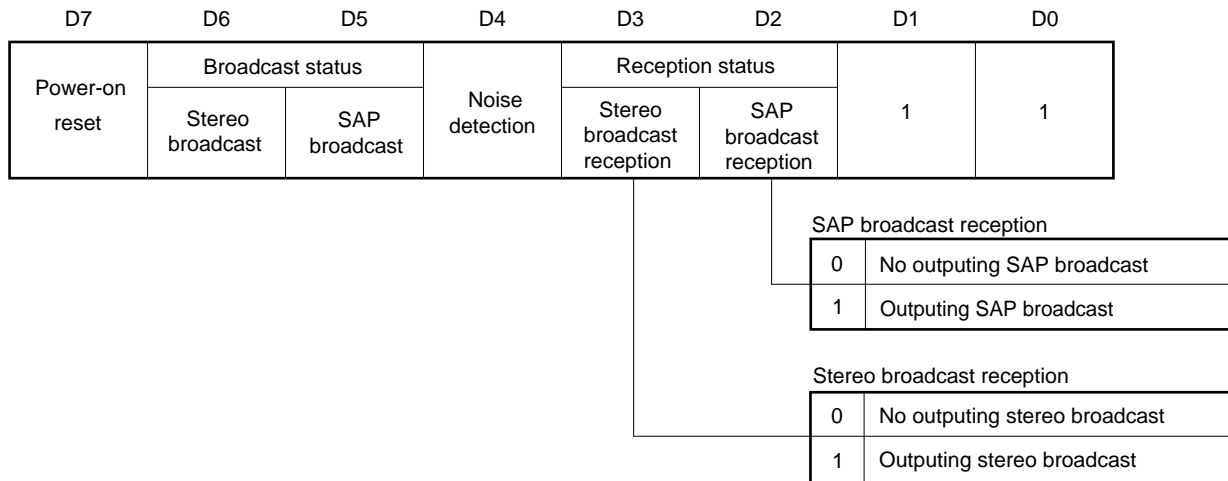 D7 D6 D5 D4 D3 D2 D1 D0
Power-on
reset
Broadcast status
Stereo
broadcast
SAP
broadcast
Noise
detection
Reception status
Stereo
broadcast
reception
SAP
broadcast
reception
1
1
SAP broadcast reception
0 No outputing SAP broadcast
1 Outputing SAP broadcast
Stereo broadcast reception
0 No outputing stereo broadcast
1 Outputing stereo broadcast